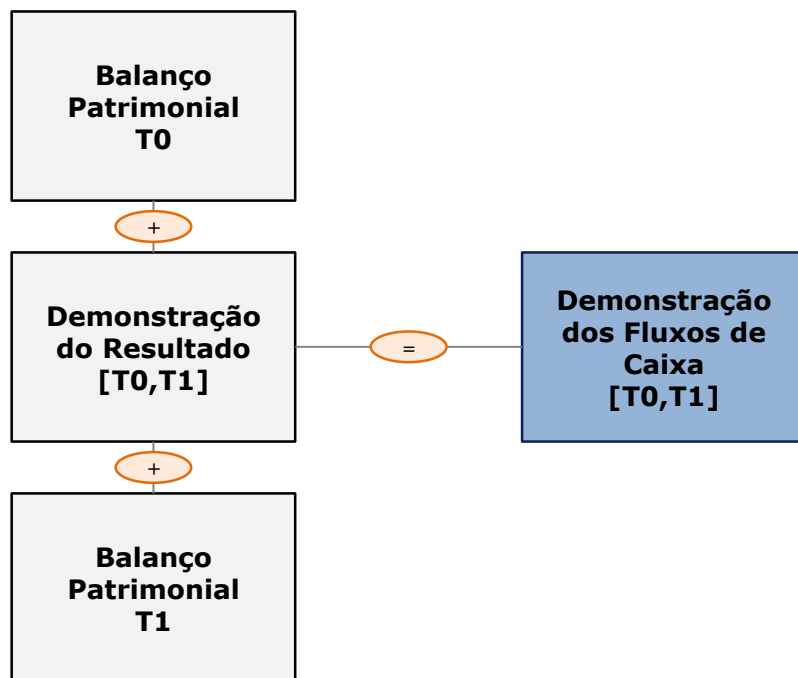 Balanço
Patrimonial
T0
+
Demonstração
do Resultado
[T0,T1]
=
Demonstração
dos Fluxos de
Caixa
[T0,T1]
+
Balanço
Patrimonial
T1